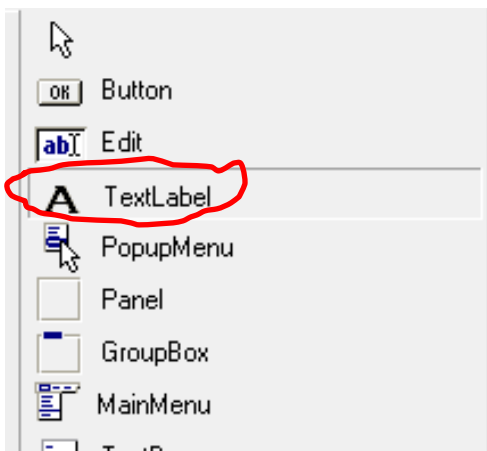 OK Button
ab Edit
A TextLabel
PopupMenu
Panel
GroupBox
MainMenu